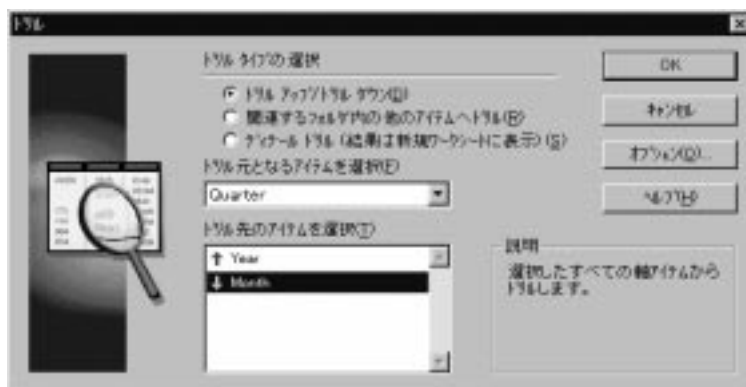 ドリル
ドリル タイプの選択
ドリル アップ/ドリル ダウン(D)
関連するフォルダ内の他のアイテムへドリル(R)
ディテール ドリル (結果は新規ワークシートに表示) (S)
ドリル元となるアイテムを選択(F)
Quarter
ドリル先のアイテムを選択(T)
Year
Month
OK
キャンセル
オプション(O)...
ヘルプ(H)
説明
選択したすべての軸アイテムから
ドリルします。